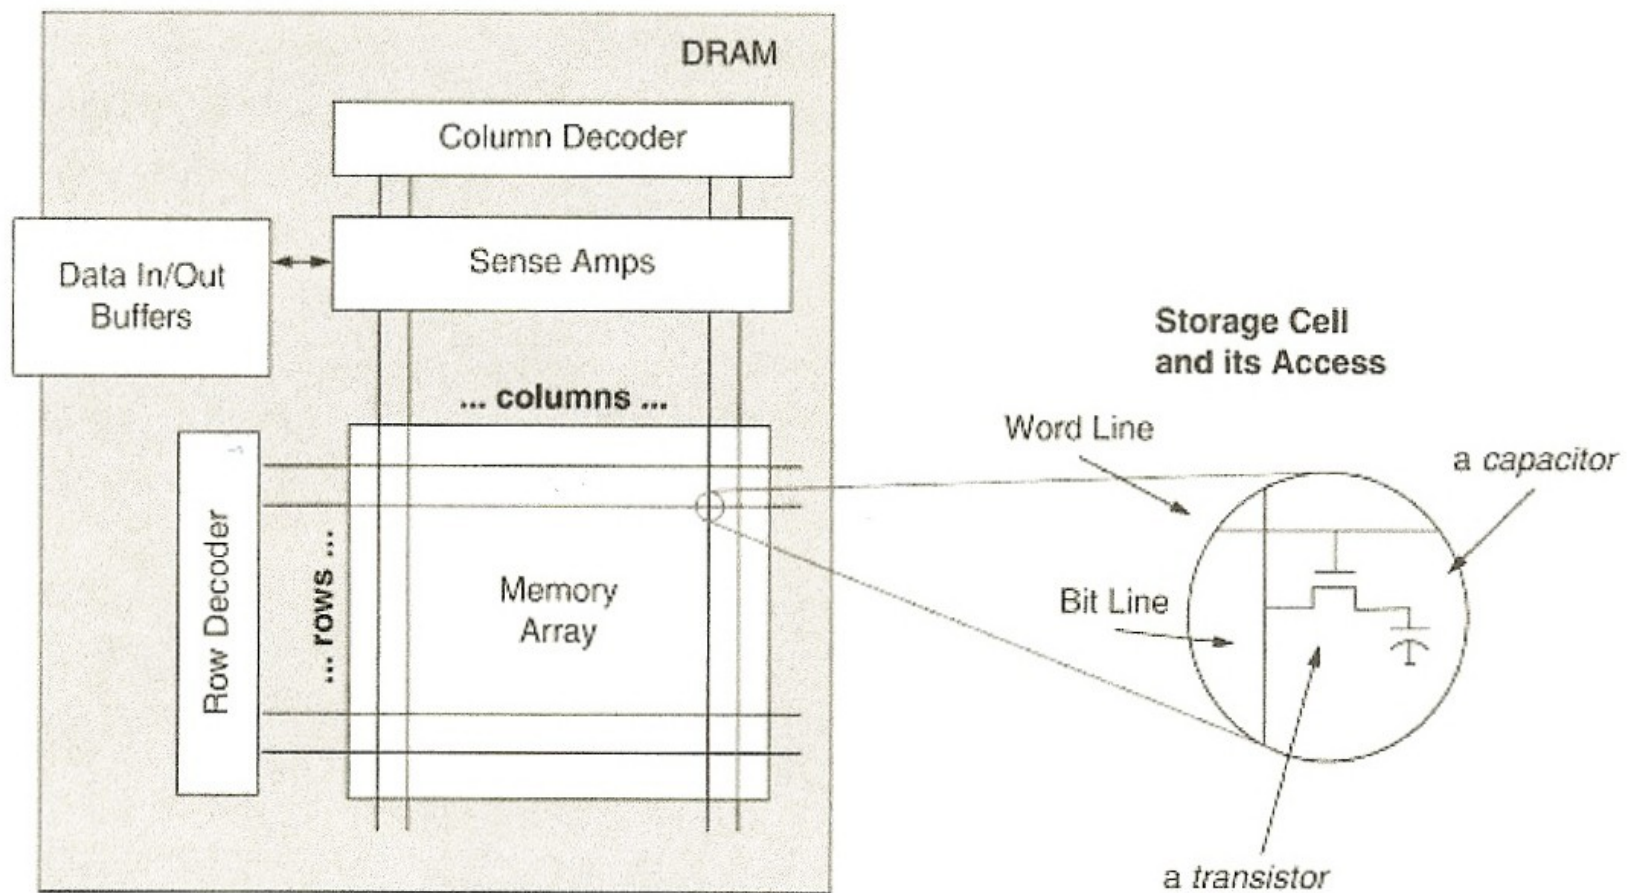 DRAM
Column Decoder
Sense Amps
Data In/Out
Buffers
... columns ...
Row Decoder
... rows ...
Memory
Array
Storage Cell
and its Access
Word Line
a capacitor
Bit Line
a transistor